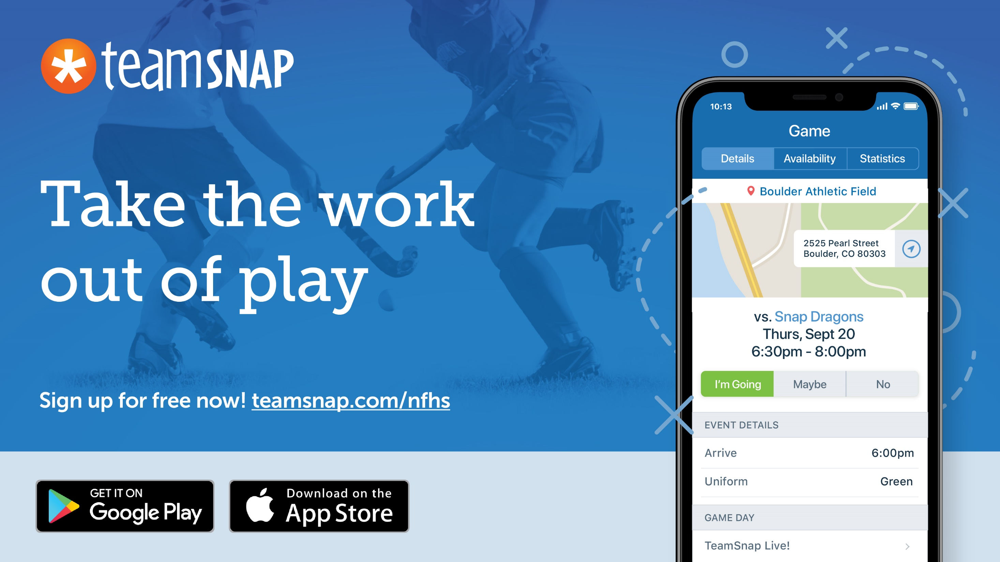 teamSNAP
Take the work
out of play
Sign up for free now! teamsnap.com/nfhs
GET IT ON
Google Play
Download on the
App Store
10:13
Game
Details
Availability
Statistics
Boulder Athletic Field
2525 Pearl Street
Boulder, CO 80303
vs. Snap Dragons
Thurs, Sept 20
6:30pm - 8:00pm
I'm Going
Maybe
No
EVENT DETAILS
Arrive 6:00pm
Uniform Green
GAME DAY
TeamSnap Live!